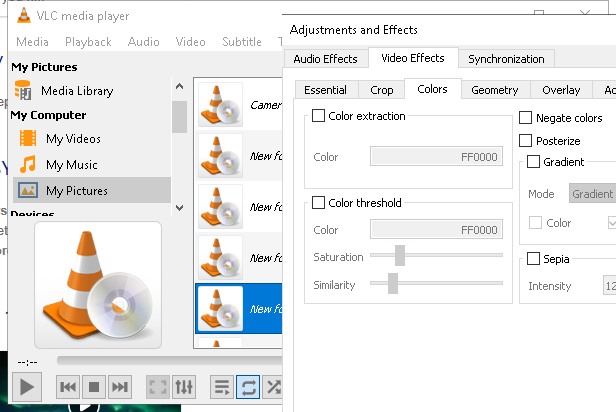 VLC media player
Media Playback Audio Video Subtitle
My Pictures
Media Library
My Computer
My Videos
My Music
My Pictures
Devices
Camer
New fo
New fo
New fo
New fo
--:--
Adjustments and Effects
Audio Effects Video Effects Synchronization
Essential Crop Colors Geometry Overlay
Color extraction
Color FF0000
Color threshold
Color FF0000
Saturation
Similarity
Negate colors
Posterize
Gradient
Mode Gradient
Color
Sepia
Intensity 12